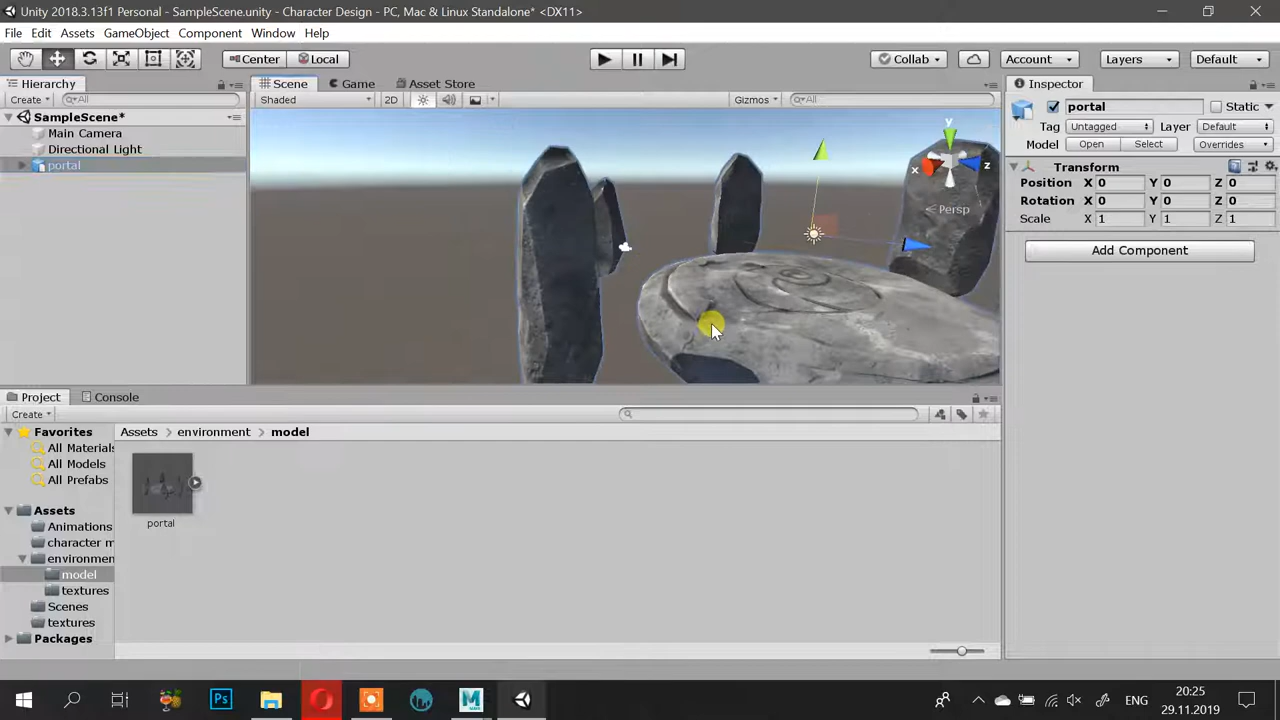 Unity 2018.3.13f1 Personal - SampleScene.unity - Character Design - PC, Mac & Linux Standalone* <DX11>
File Edit Assets GameObject Component Window Help
Center Local Collab Account Layers Default
Hierarchy Scene Game Asset Store Inspector
Create All Shaded 2D Gizmos All
SampleScene*
Main Camera
Directional Light
portal
portal Static
Tag Untagged Layer Default
Model Open Select Overrides
Transform
Position X 0 Y 0 Z 0
Rotation X 0 Y 0 Z 0
Scale X 1 Y 1 Z 1
Add Component
y
x
z
Persp
Project Console
Create
Favorites
All Materials
All Models
All Prefabs
Assets
Animations
character m
environmen
model
textures
Scenes
textures
Packages
Assets environment model
portal
Ps
ENG
20:25
29.11.2019